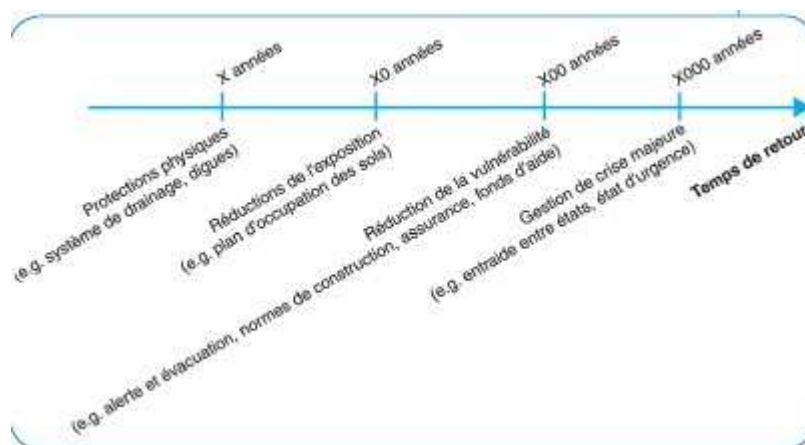 X années
X0 années
X00 années
X000 années
Protections physiques
(e.g. système de drainage, digues)
Réductions de l'exposition
(e.g. plan d'occupation des sols)
Réduction de la vulnérabilité
(e.g. alerte et évacuation, normes de construction, assurance, fonds d'aide)
Gestion de crise majeure
(e.g. entraide entre états, état d'urgence)
Temps de retour